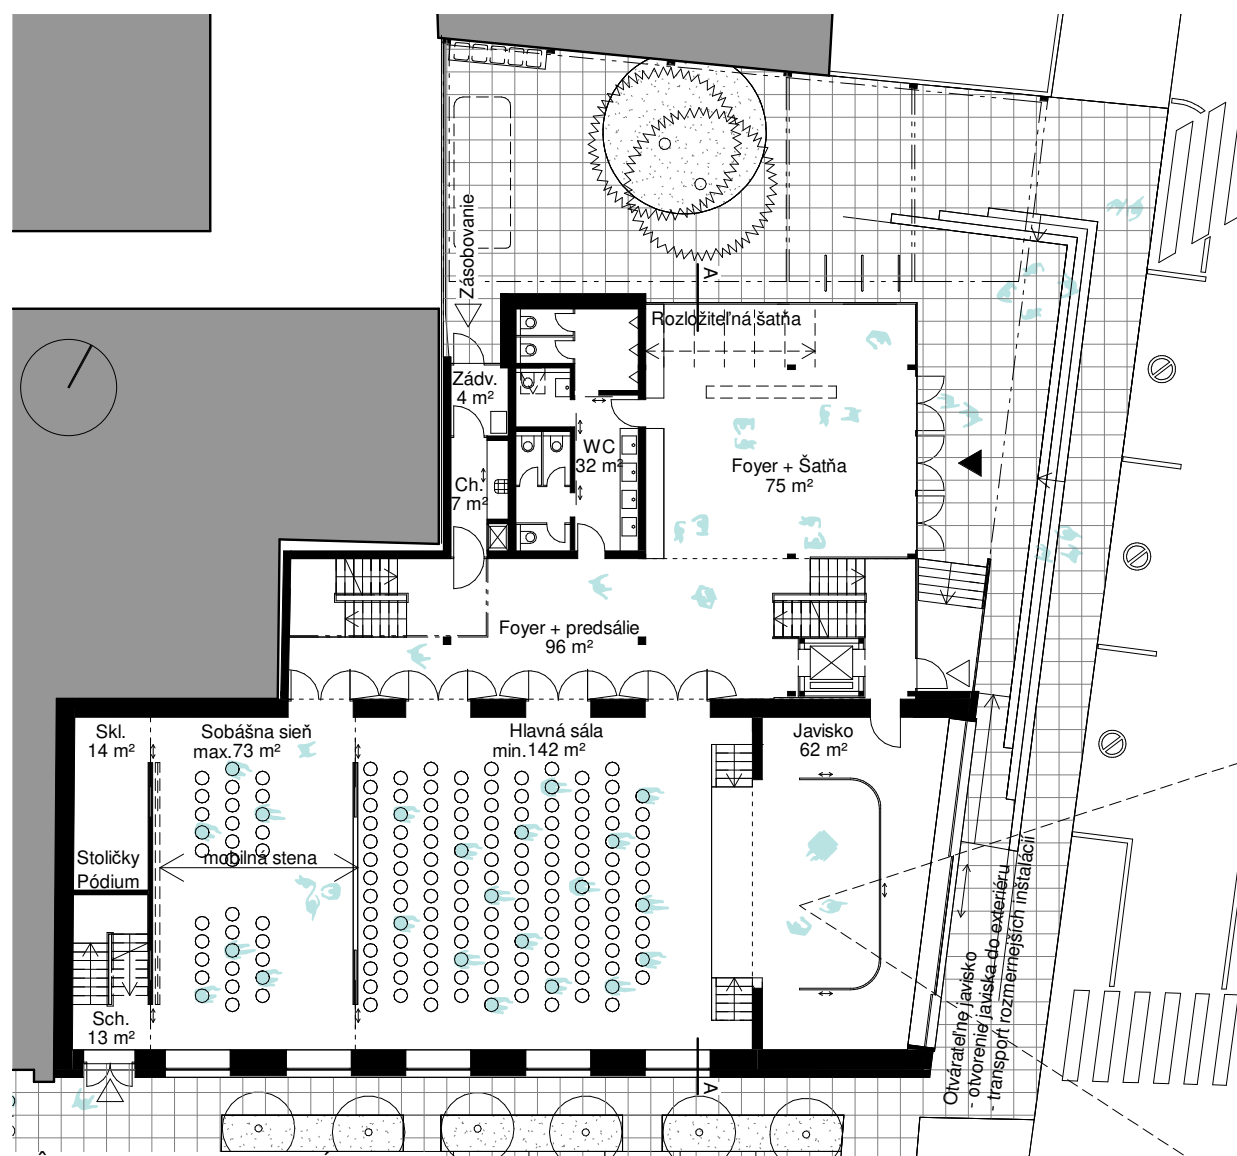 Zásobovanie
A
Rozložiteľná šatňa
Zádv.
4 m²
WC
32 m²
Foyer + Šatňa
75 m²
Ch.
7 m²
Foyer + predsálie
96 m²
Skl.
14 m²
Sobášna sieň
max.73 m²
Hlavná sála
min.142 m²
Javisko
62 m²
Stoličky
Pódium
mobilná stena
Sch.
13 m²
Otvárateľné javisko
- otvorenie javiska do exteriéru
- transport rozmernejších inštalácií
A